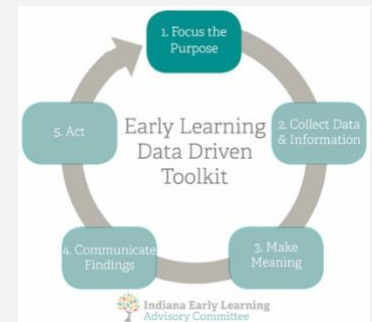 1. Focus the
Purpose
2. Collect Data
& Information
3. Make
Meaning
4. Communicate
Findings
5. Act
Early Learning
Data Driven
Toolkit
Indiana Early Learning
Advisory Committee